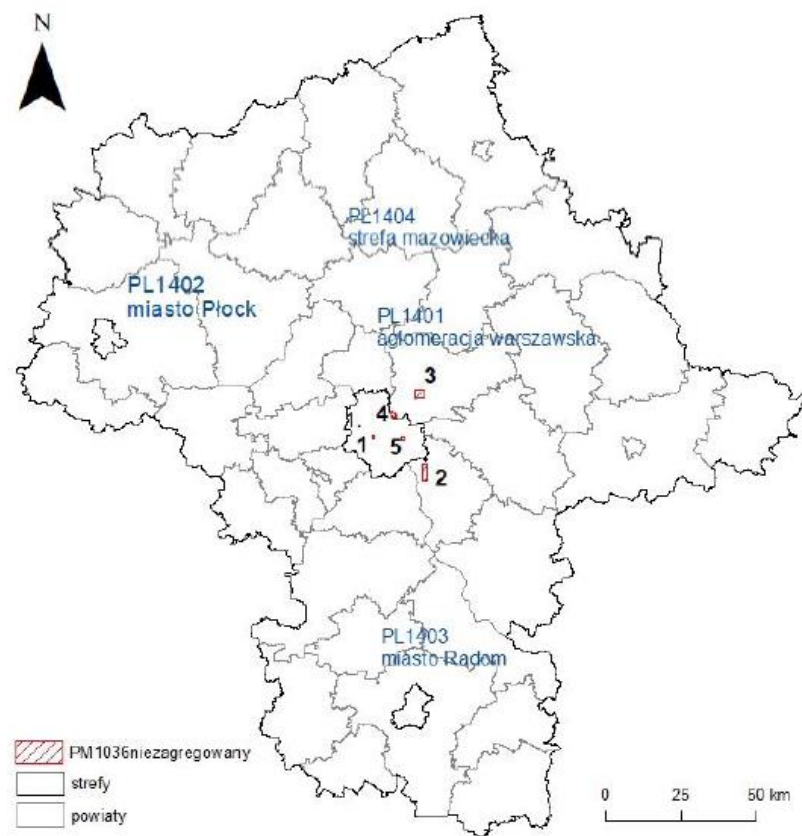 N
PL1404
strefa mazowiecka
PL1402
miasto Płock
PL1401
aglomeracja warszawska
3
4
1
5
2
PL1403
miasto Radom
PM1036niezagregowany
strefy
powiaty
0 25 50 km